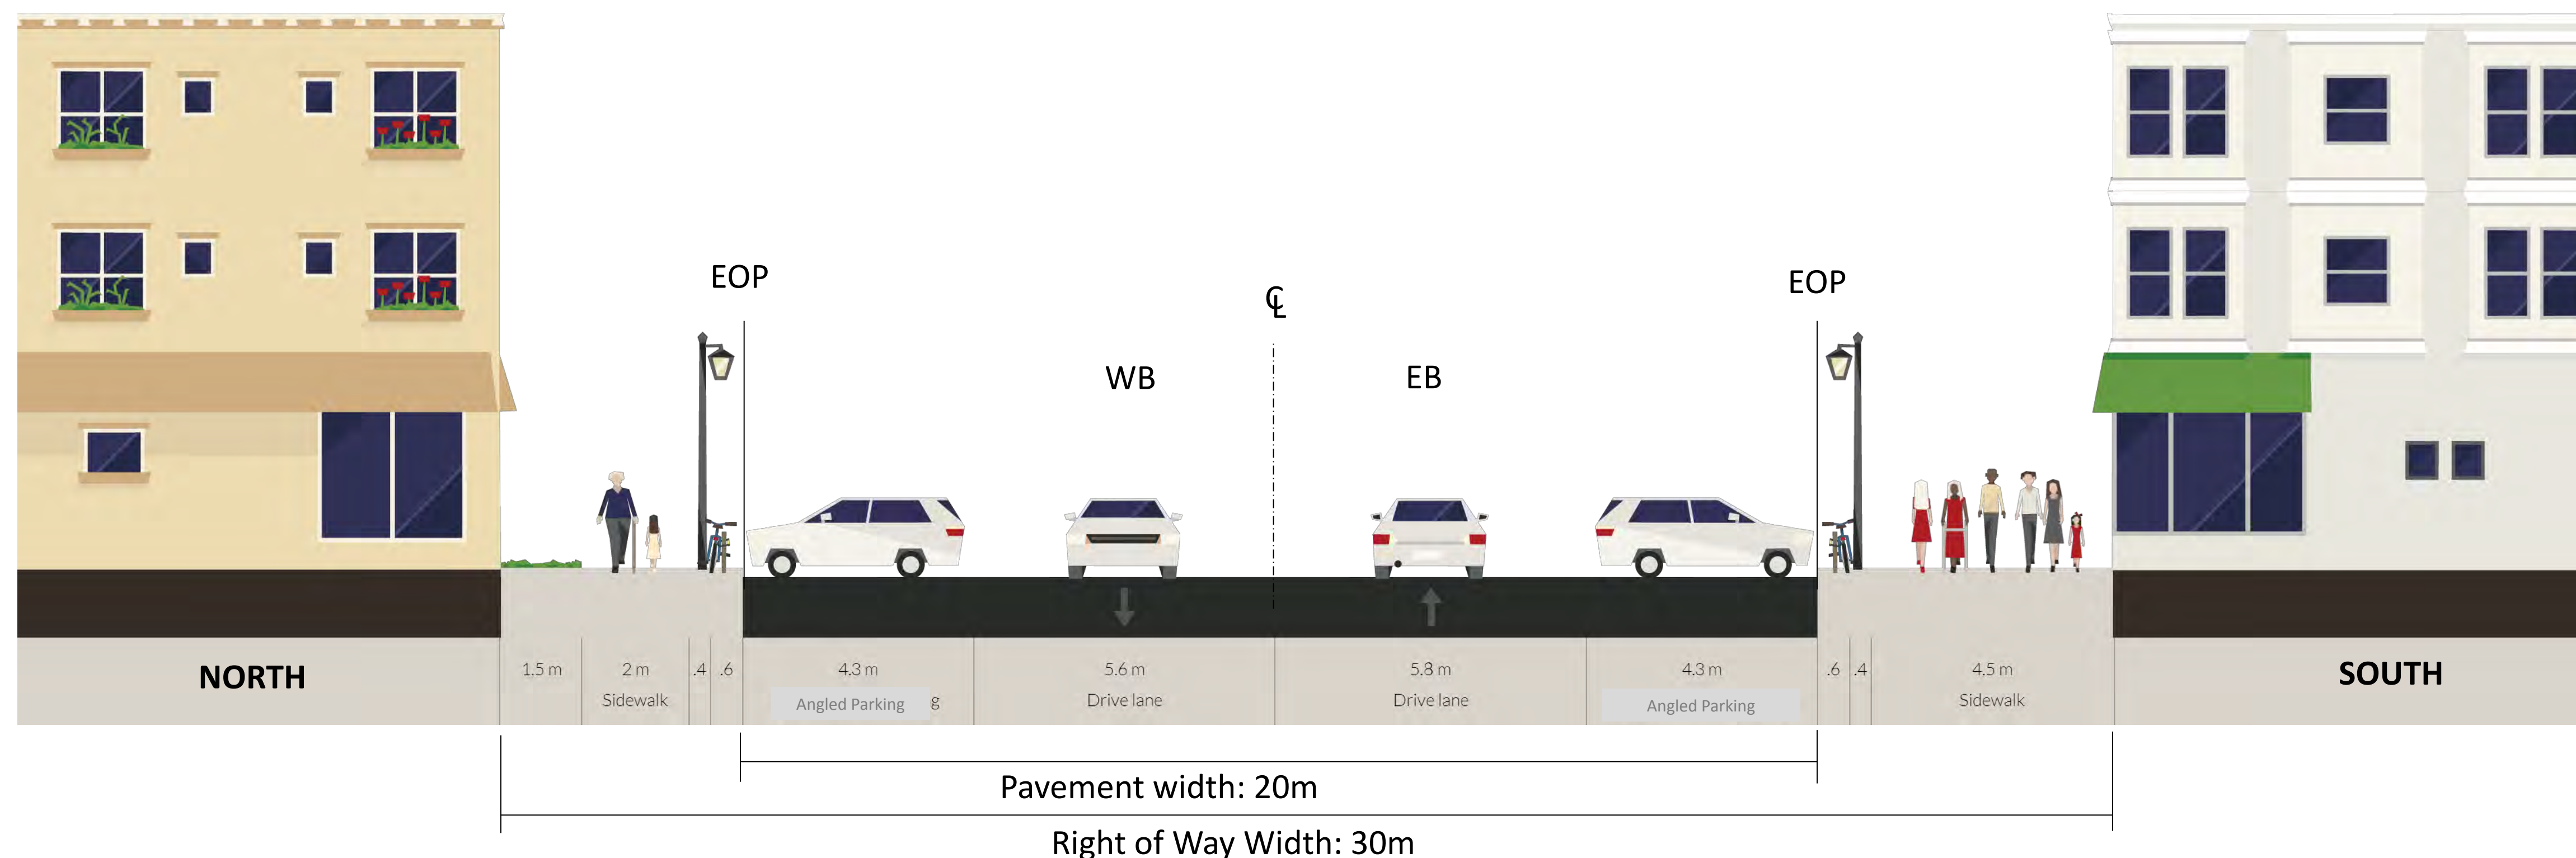 EOP
EOP
℄
WB
EB
NORTH
1.5 m
2 m
Sidewalk
.4
.6
4.3 m
Angled Parking
g
5.6 m
Drive lane
5.8 m
Drive lane
4.3 m
Angled Parking
.6
.4
4.5 m
Sidewalk
SOUTH
Pavement width: 20m
Right of Way Width: 30m